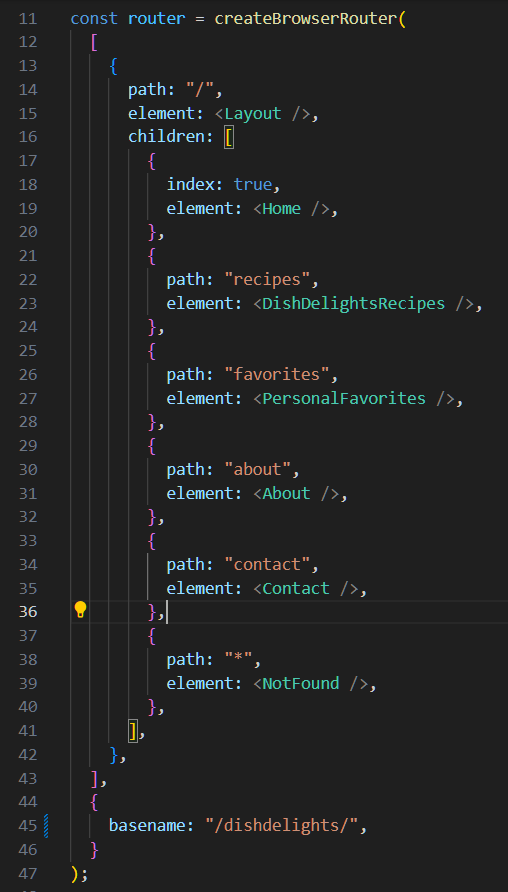 11 const router = createBrowserRouter(
12   [
13     {
14       path: "/",
15       element: <Layout />,
16       children: [
17         {
18           index: true,
19           element: <Home />,
20         },
21         {
22           path: "recipes",
23           element: <DishDelightsRecipes />,
24         },
25         {
26           path: "favorites",
27           element: <PersonalFavorites />,
28         },
29         {
30           path: "about",
31           element: <About />,
32         },
33         {
34           path: "contact",
35           element: <Contact />,
36         },
37         {
38           path: "*",
39           element: <NotFound />,
40         },
41       ],
42     },
43   ],
44   {
45     basename: "/dishdelights/",
46   }
47 );